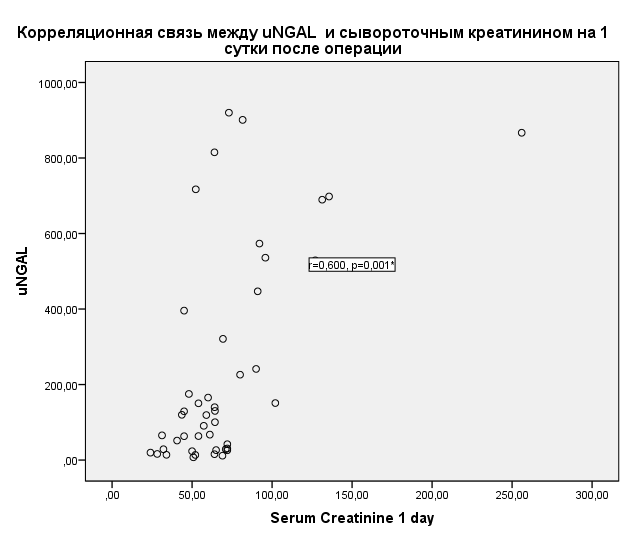 Корреляционная связь между uNGAL и сывороточным креатинином на 1
сутки после операции
1000,00
800,00
600,00
400,00
200,00
,00
uNGAL
r=0,600, p=0,001*
,00
50,00
100,00
150,00
200,00
250,00
300,00
Serum Creatinine 1 day